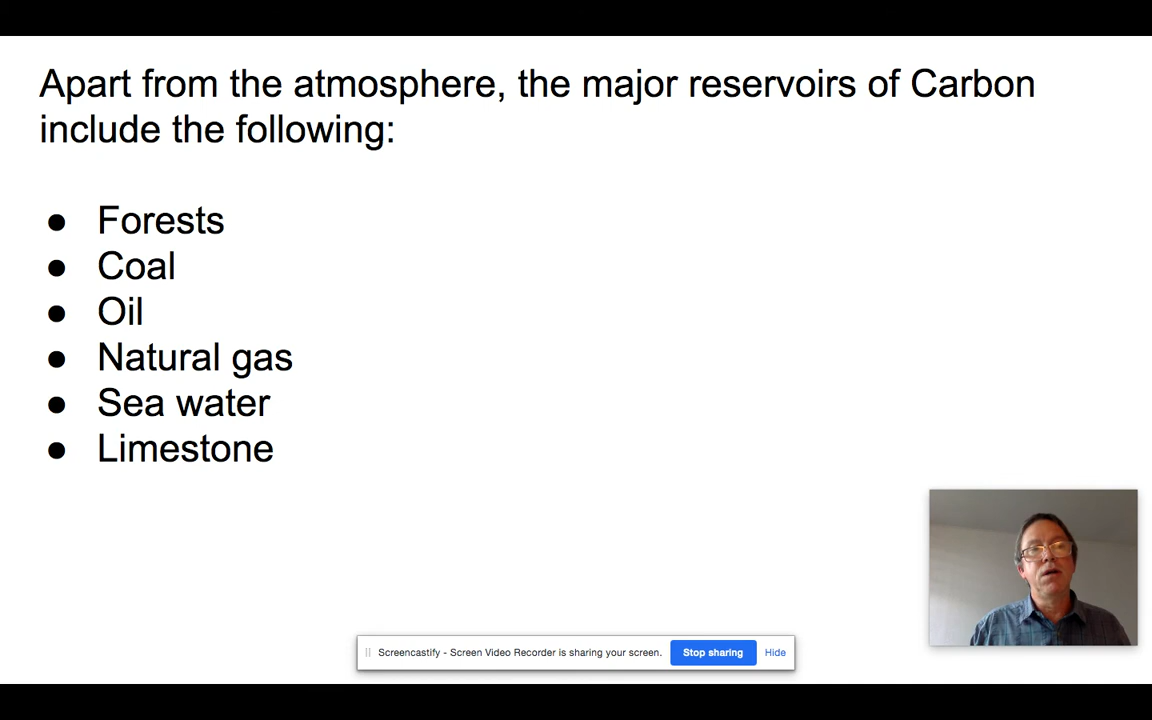 Apart from the atmosphere, the major reservoirs of Carbon
include the following:
● Forests
● Coal
● Oil
● Natural gas
● Sea water
● Limestone
Screencastify - Screen Video Recorder is sharing your screen. Stop sharing Hide